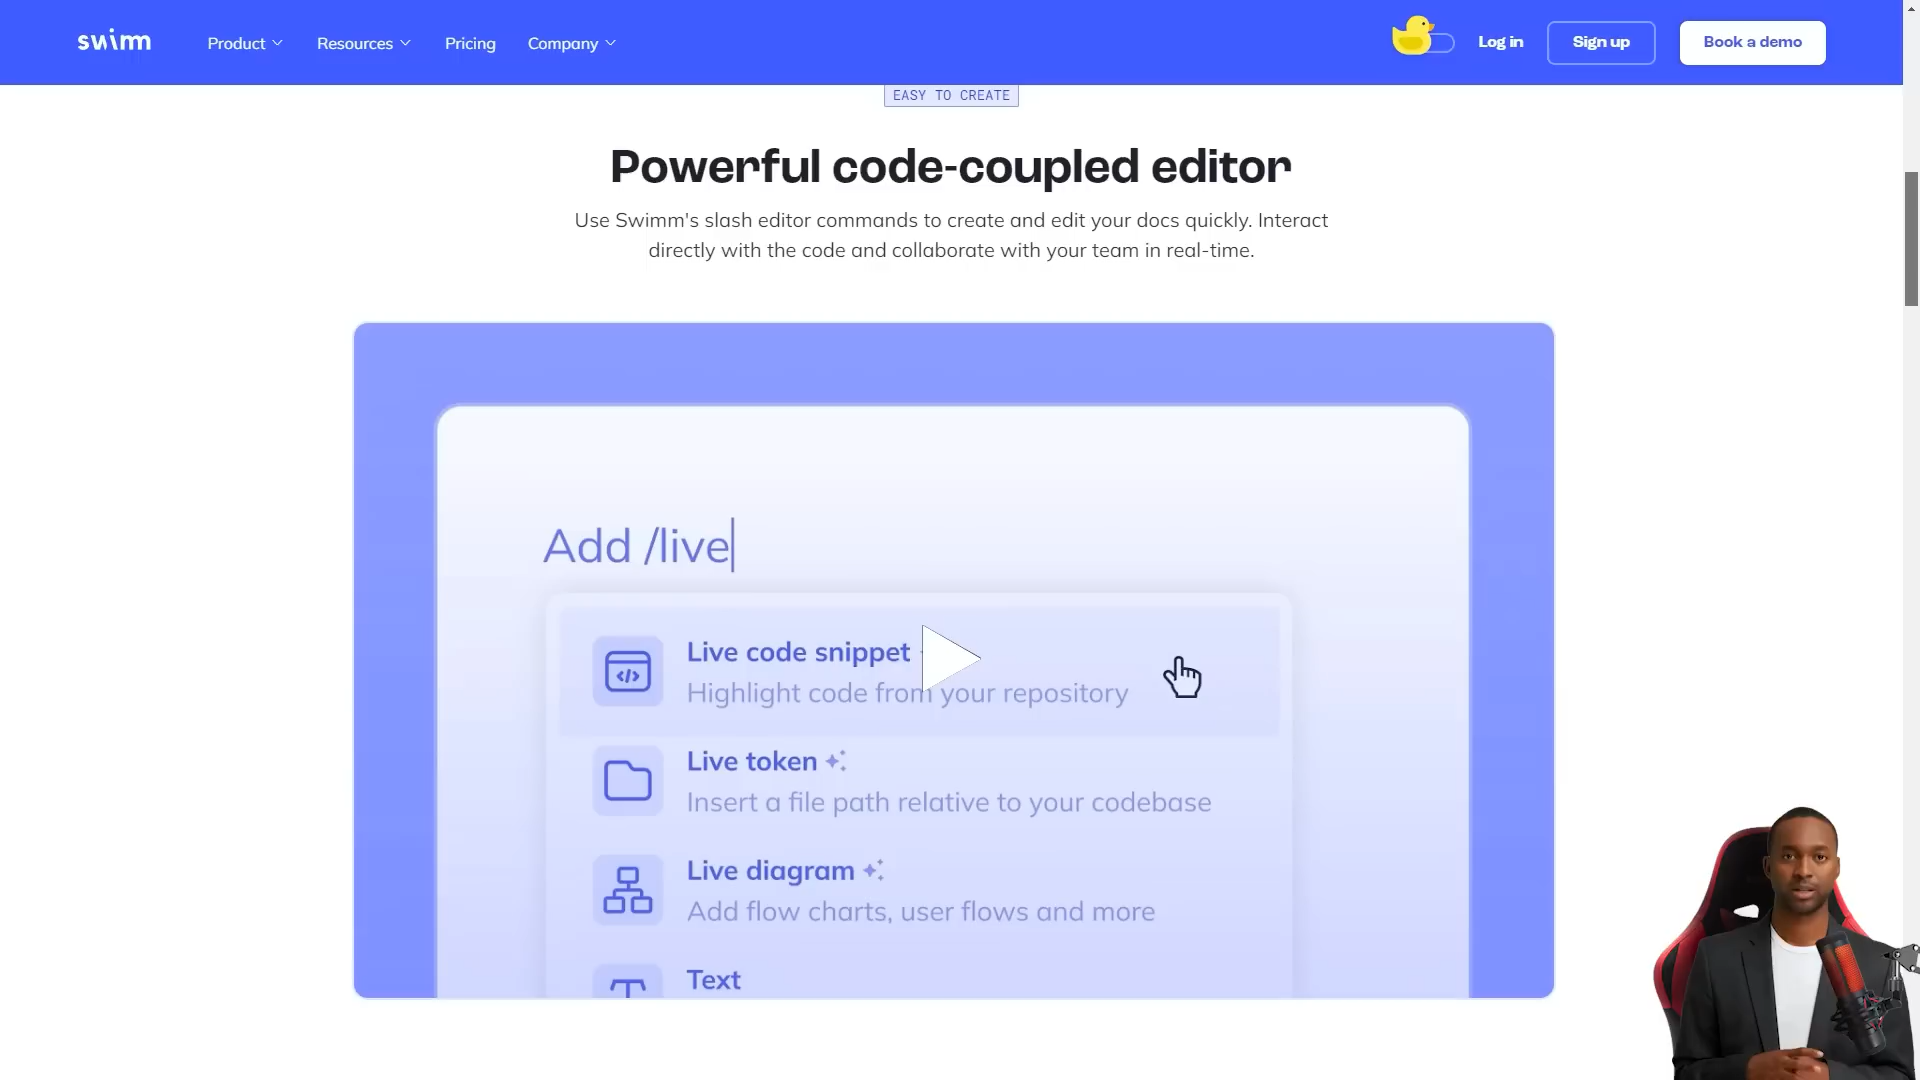 swimm
Product
Resources
Pricing
Company
Log in
Sign up
Book a demo
EASY TO CREATE
Powerful code-coupled editor
Use Swimm's slash editor commands to create and edit your docs quickly. Interact
directly with the code and collaborate with your team in real-time.
Add /live
Live code snippet
Highlight code from your repository
Live token
Insert a file path relative to your codebase
Live diagram
Add flow charts, user flows and more
Text